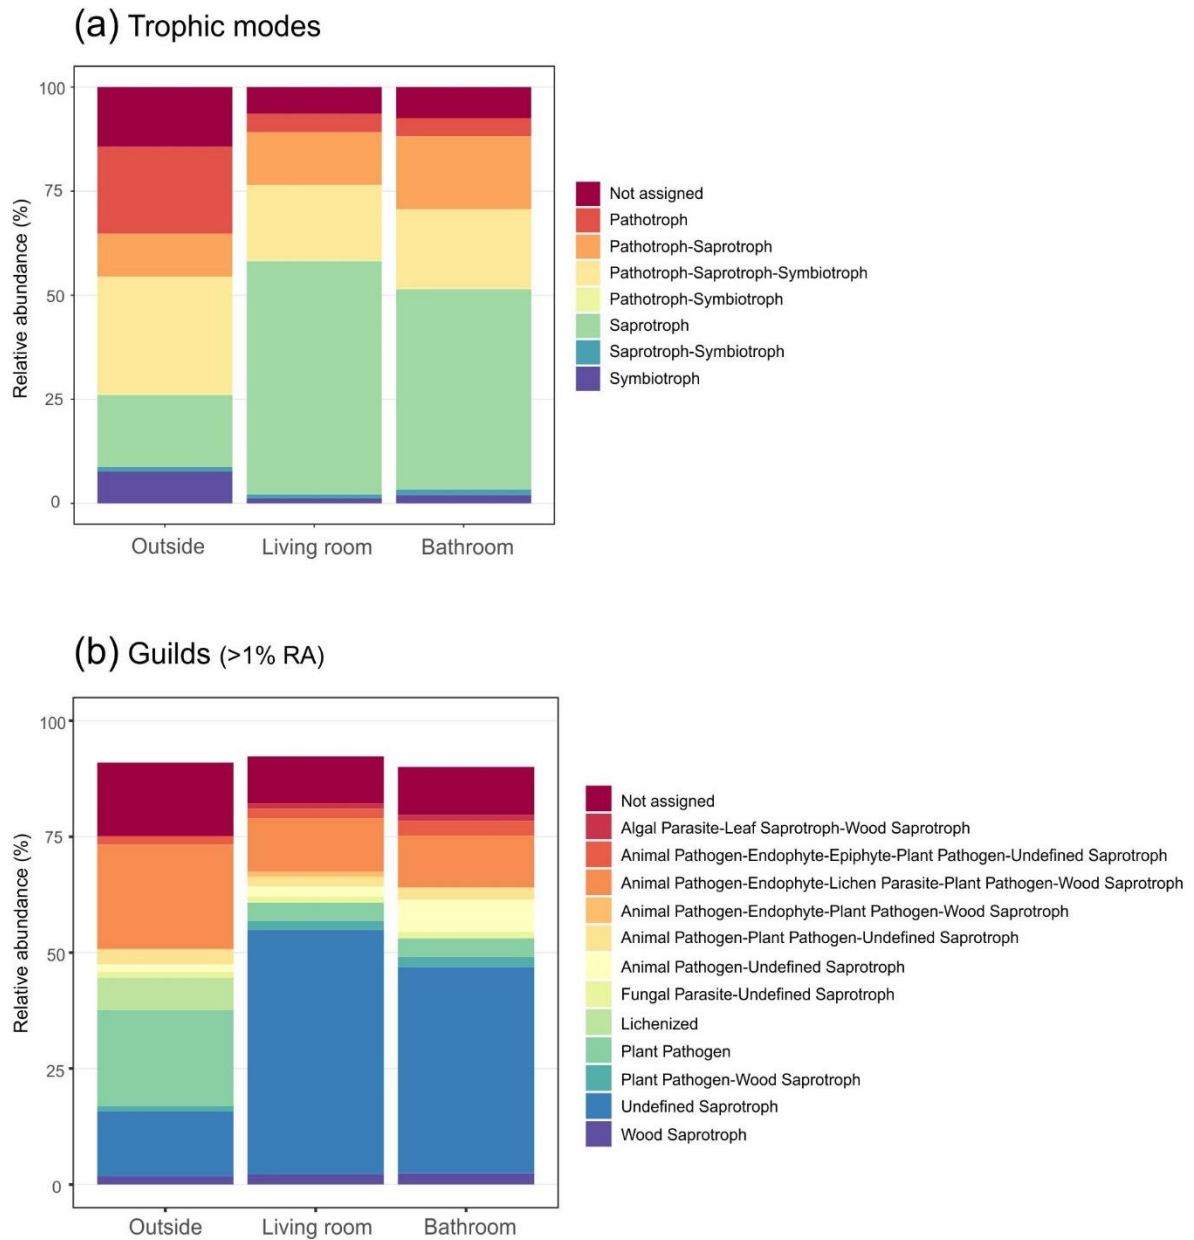 (a) Trophic modes
100
75
50
25
0
Relative abundance (%)
Outside
Living room
Bathroom
Not assigned
Pathotroph
Pathotroph-Saprotroph
Pathotroph-Saprotroph-Symbiotroph
Pathotroph-Symbiotroph
Saprotroph
Saprotroph-Symbiotroph
Symbiotroph
(b) Guilds (>1% RA)
100
75
50
25
0
Relative abundance (%)
Outside
Living room
Bathroom
Not assigned
Algal Parasite-Leaf Saprotroph-Wood Saprotroph
Animal Pathogen-Endophyte-Epiphyte-Plant Pathogen-Undefined Saprotroph
Animal Pathogen-Endophyte-Lichen Parasite-Plant Pathogen-Wood Saprotroph
Animal Pathogen-Endophyte-Plant Pathogen-Wood Saprotroph
Animal Pathogen-Plant Pathogen-Undefined Saprotroph
Animal Pathogen-Undefined Saprotroph
Fungal Parasite-Undefined Saprotroph
Lichenized
Plant Pathogen
Plant Pathogen-Wood Saprotroph
Undefined Saprotroph
Wood Saprotroph